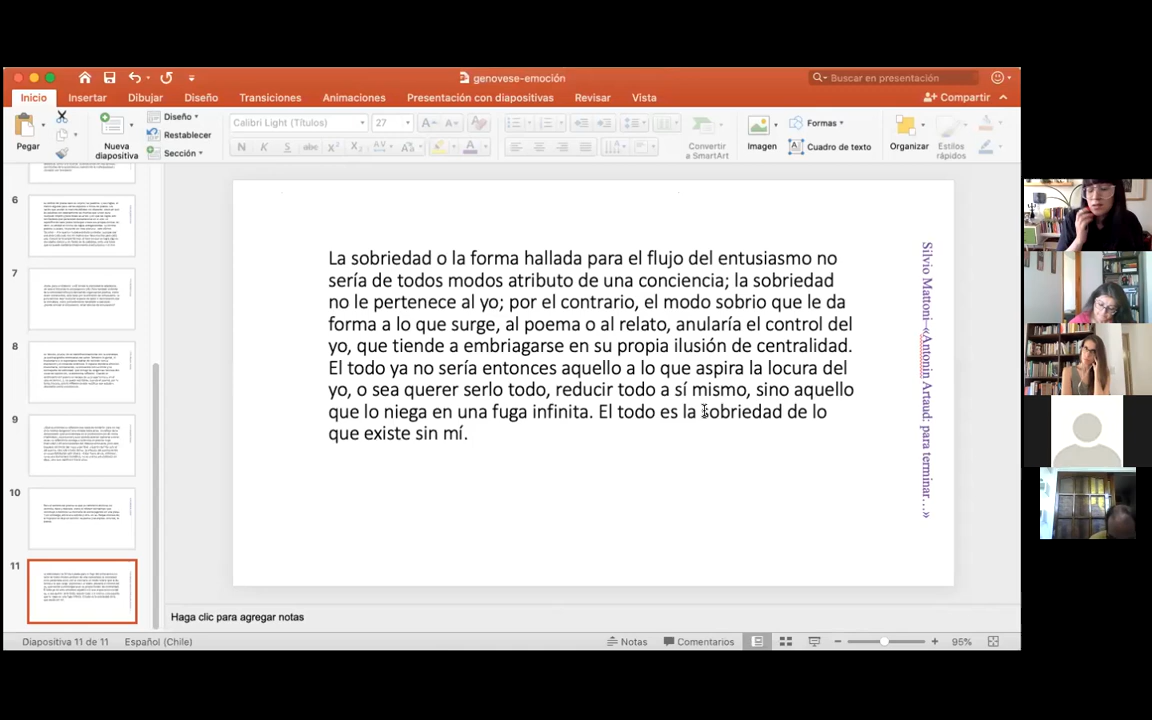 genovese-emoción
Buscar en presentación
Inicio
Insertar
Dibujar
Diseño
Transiciones
Animaciones
Presentación con diapositivas
Revisar
Vista
Compartir
Pegar
Nueva diapositiva
Diseño
Restablecer
Sección
Calibri Light (Títulos)
27
Convertir a SmartArt
Imagen
Formas
Cuadro de texto
Organizar
Estilos rápidos
6
7
8
9
10
11
La sobriedad o la forma hallada para el flujo del entusiasmo no
sería de todos modos atributo de una conciencia; la sobriedad
no le pertenece al yo; por el contrario, el modo sobrio que le da
forma a lo que surge, al poema o al relato, anularía el control del
yo, que tiende a embriagarse en su propia ilusión de centralidad.
El todo ya no sería entonces aquello a lo que aspira la locura del
yo, o sea querer serlo todo, reducir todo a sí mismo, sino aquello
que lo niega en una fuga infinita. El todo es la sobriedad de lo
que existe sin mí.
Silvio Mattoni–«Antonin Artaud: para terminar…»
Haga clic para agregar notas
Diapositiva 11 de 11
Español (Chile)
Notas
Comentarios
95%